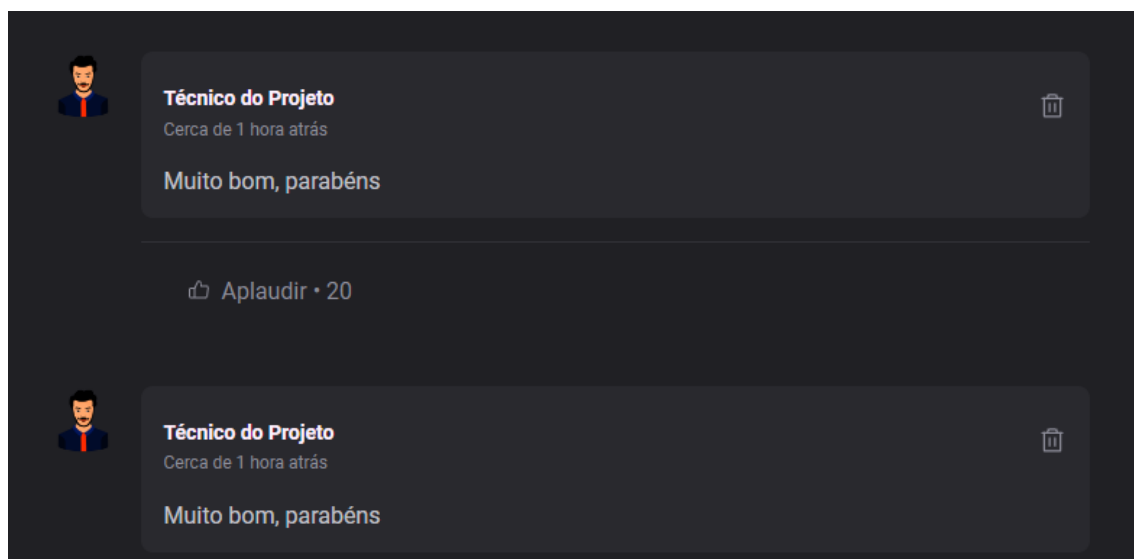 Técnico do Projeto
Cerca de 1 hora atrás
Muito bom, parabéns
Aplaudir • 20
Técnico do Projeto
Cerca de 1 hora atrás
Muito bom, parabéns